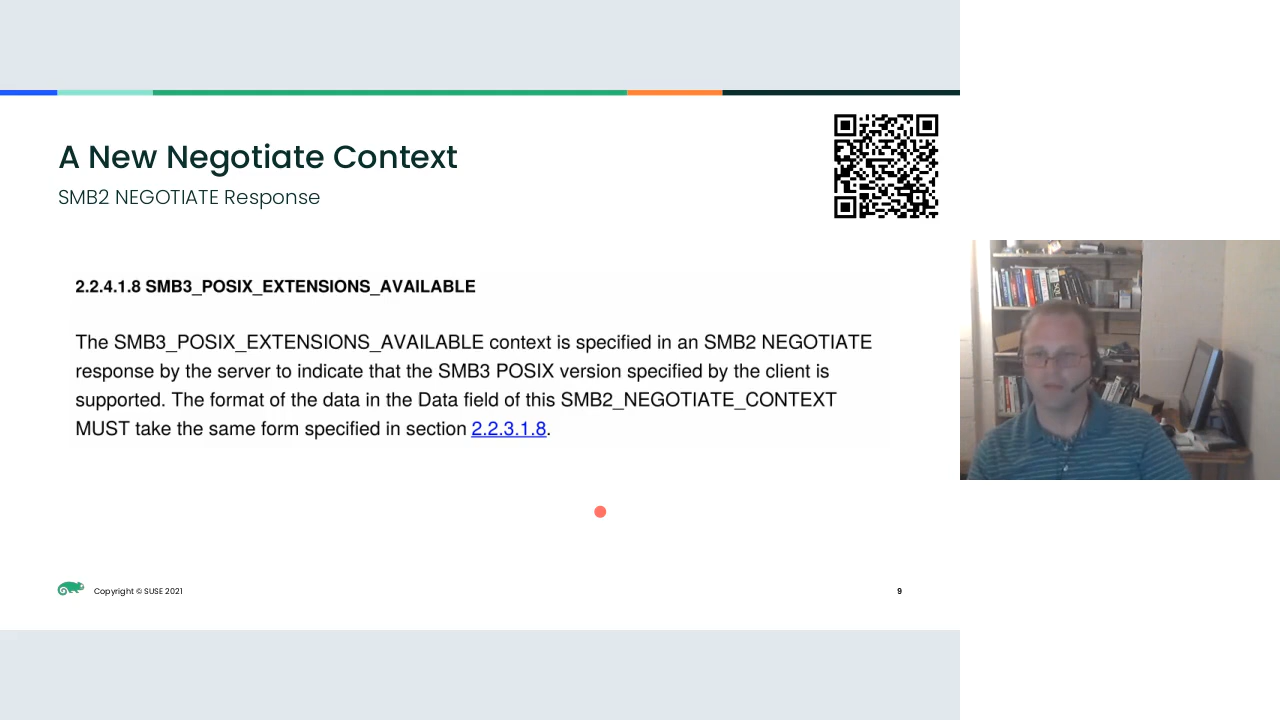 A New Negotiate Context
SMB2 NEGOTIATE Response
2.2.4.1.8 SMB3_POSIX_EXTENSIONS_AVAILABLE
The SMB3_POSIX_EXTENSIONS_AVAILABLE context is specified in an SMB2 NEGOTIATE
response by the server to indicate that the SMB3 POSIX version specified by the client is
supported. The format of the data in the Data field of this SMB2_NEGOTIATE_CONTEXT
MUST take the same form specified in section 2.2.3.1.8.
Copyright © SUSE 2021
9